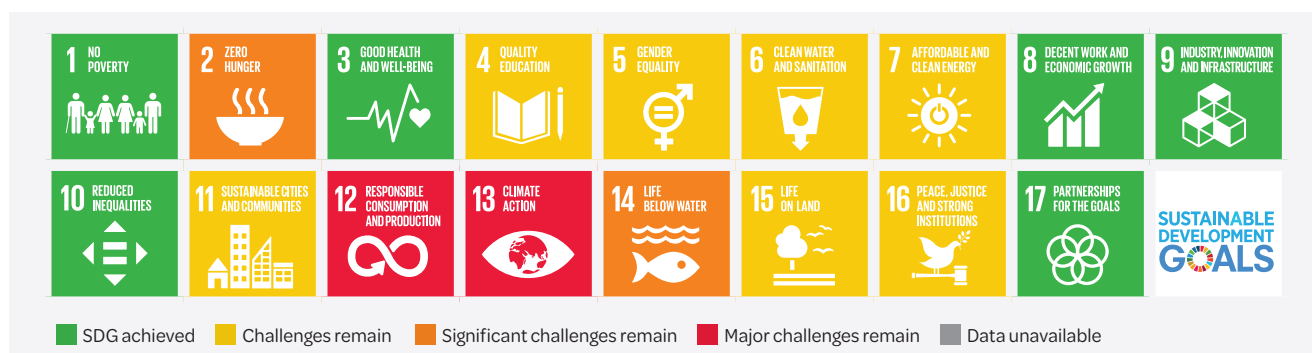 1 NO
POVERTY
2 ZERO
HUNGER
3 GOOD HEALTH
AND WELL-BEING
4 QUALITY
EDUCATION
5 GENDER
EQUALITY
6 CLEAN WATER
AND SANITATION
7 AFFORDABLE AND
CLEAN ENERGY
8 DECENT WORK AND
ECONOMIC GROWTH
9 INDUSTRY, INNOVATION
AND INFRASTRUCTURE
10 REDUCED
INEQUALITIES
11 SUSTAINABLE CITIES
AND COMMUNITIES
12 RESPONSIBLE
CONSUMPTION
AND PRODUCTION
13 CLIMATE
ACTION
14 LIFE
BELOW WATER
15 LIFE
ON LAND
16 PEACE, JUSTICE
AND STRONG
INSTITUTIONS
17 PARTNERSHIPS
FOR THE GOALS
SUSTAINABLE
DEVELOPMENT
GOALS
SDG achieved Challenges remain Significant challenges remain Major challenges remain Data unavailable